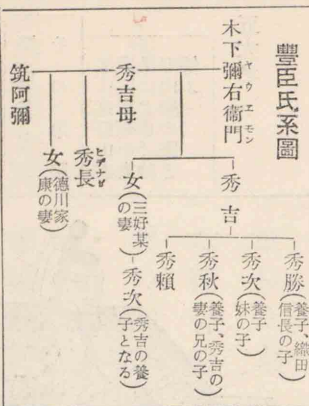 豐臣氏系圖
木下彌右衞門
ヤウヱモン
秀吉母
筑阿彌
秀吉
女(三好某の妻)
秀次(秀吉の養子となる)
秀長
ヒデナガ
女(德川家康の妻)
秀勝(養子、織田信長の子)
秀次(養子妹の子)
秀秋(養子、秀吉の妻の兄の子)
秀賴